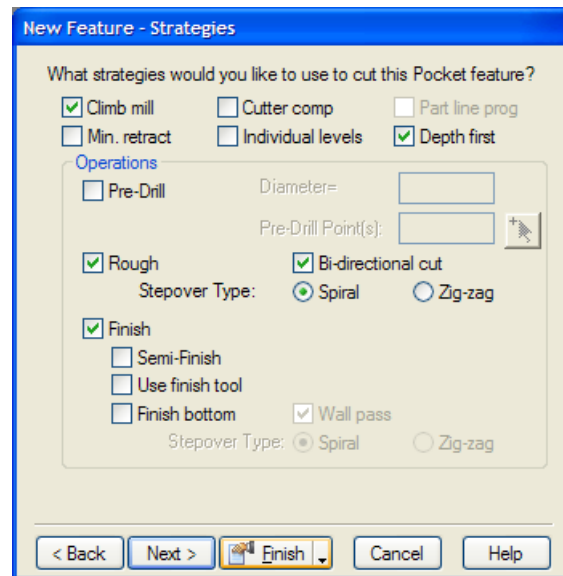 New Feature - Strategies
What strategies would you like to use to cut this Pocket feature?
Climb mill Cutter comp Part line prog
Min. retract Individual levels Depth first
Operations
Pre-Drill Diameter=
Pre-Drill Point(s):
Rough Bi-directional cut
Stepover Type: Spiral Zig-zag
Finish
Semi-Finish
Use finish tool
Finish bottom Wall pass
Stepover Type: Spiral Zig-zag
< Back Next > Finish Cancel Help